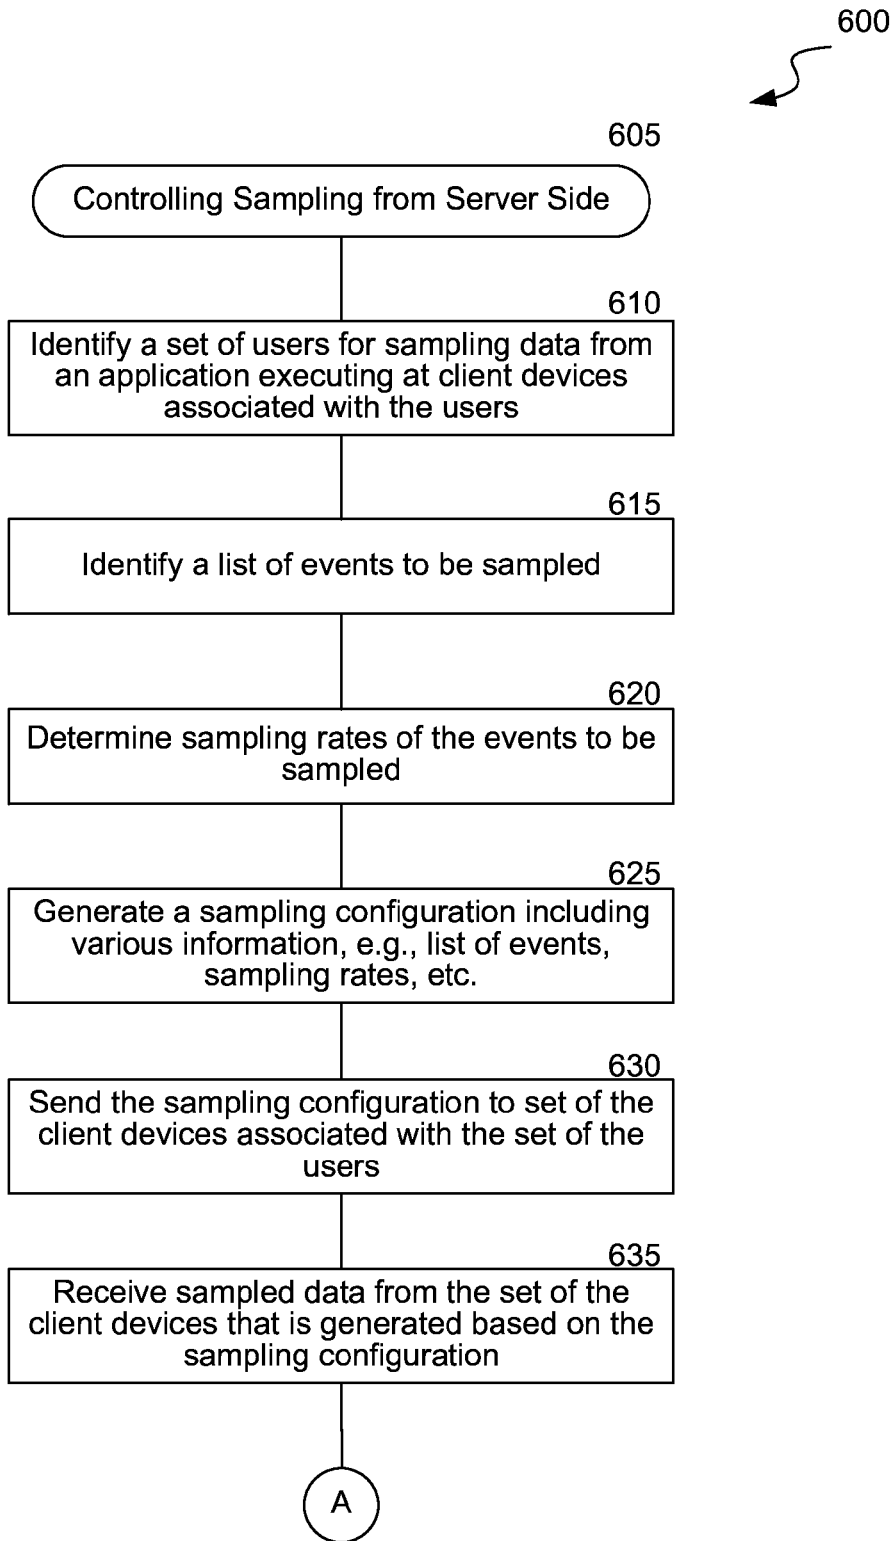 600
605
Controlling Sampling from Server Side
610
Identify a set of users for sampling data from
an application executing at client devices
associated with the users
615
Identify a list of events to be sampled
620
Determine sampling rates of the events to be
sampled
625
Generate a sampling configuration including
various information, e.g., list of events,
sampling rates, etc.
630
Send the sampling configuration to set of the
client devices associated with the set of the
users
635
Receive sampled data from the set of the
client devices that is generated based on the
sampling configuration
A